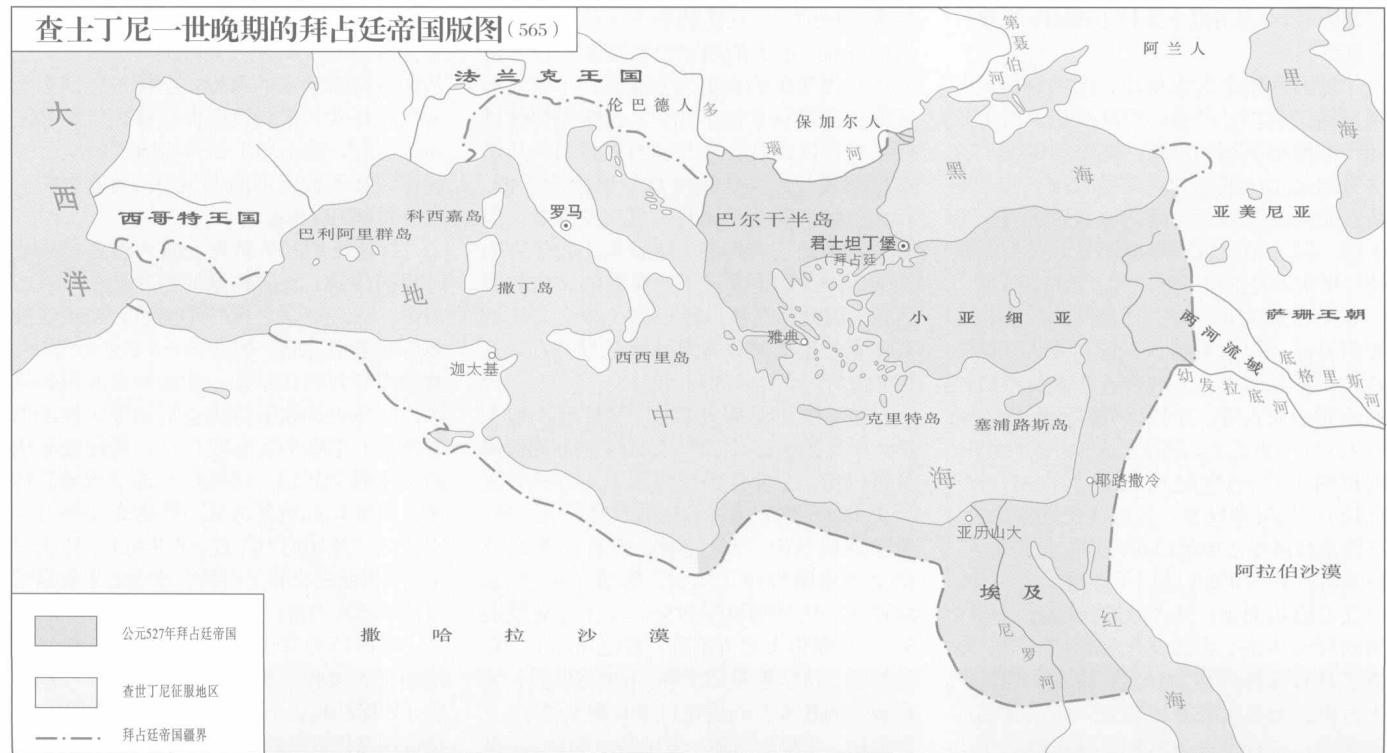 查士丁尼一世晚期的拜占廷帝国版图(565)
第聂伯河
阿兰人
里海
法兰克王国
伦巴德人
多瑙河
保加尔人
大西洋
黑海
西哥特王国
巴利阿里群岛
科西嘉岛
罗马
巴尔干半岛
亚美尼亚
君士坦丁堡
(拜占廷)
地中海
撒丁岛
小亚细亚
两河流域
萨珊王朝
雅典
西西里岛
迦太基
底格里斯河
幼发拉底河
克里特岛
塞浦路斯岛
耶路撒冷
亚历山大
阿拉伯沙漠
埃及
红海
尼罗河
撒哈拉沙漠
公元527年拜占廷帝国
查世丁尼征服地区
拜占廷帝国疆界